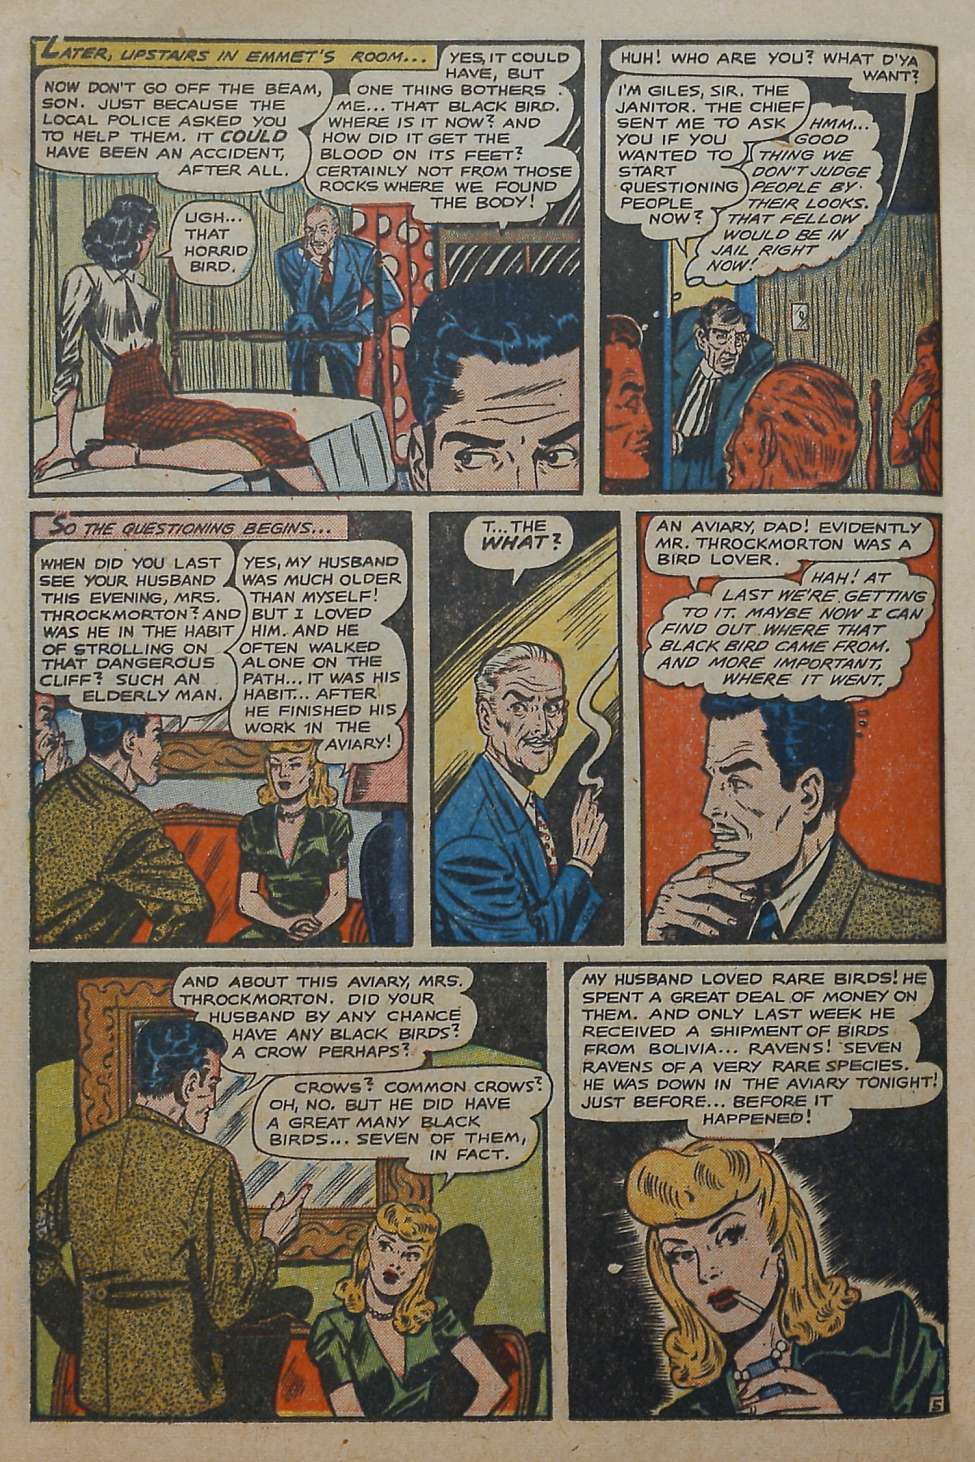 LATER, UPSTAIRS IN EMMET'S ROOM...
NOW DON'T GO OFF THE BEAM,
SON. JUST BECAUSE THE
LOCAL POLICE ASKED YOU
TO HELP THEM. IT COULD
HAVE BEEN AN ACCIDENT,
AFTER ALL.
YES, IT COULD
HAVE, BUT
ONE THING BOTHERS
ME... THAT BLACK BIRD.
WHERE IS IT NOW? AND
HOW DID IT GET THE
BLOOD ON ITS FEET?
CERTAINLY NOT FROM THOSE
ROCKS WHERE WE FOUND
THE BODY!
UGH...
THAT
HORRID
BIRD.
HUH! WHO ARE YOU? WHAT D'YA
WANT?
I'M GILES, SIR. THE
JANITOR. THE CHIEF
SENT ME TO ASK
YOU IF YOU
WANTED TO
START
QUESTIONING
PEOPLE
NOW?
HMM...
GOOD
THING WE
DON'T JUDGE
PEOPLE BY
THEIR LOOKS.
THAT FELLOW
WOULD BE IN
JAIL RIGHT
NOW!
SO THE QUESTIONING BEGINS...
WHEN DID YOU LAST
SEE YOUR HUSBAND
THIS EVENING, MRS.
THROCKMORTON? AND
WAS HE IN THE HABIT
OF STROLLING ON
THAT DANGEROUS
CLIFF? SUCH AN
ELDERLY MAN.
YES, MY HUSBAND
WAS MUCH OLDER
THAN MYSELF!
BUT I LOVED
HIM. AND HE
OFTEN WALKED
ALONE ON THE
PATH... IT WAS HIS
HABIT... AFTER
HE FINISHED HIS
WORK IN THE
AVIARY!
T...THE
WHAT?
AN AVIARY, DAD! EVIDENTLY
MR. THROCKMORTON WAS A
BIRD LOVER.
HAH! AT
LAST WE'RE GETTING
TO IT. MAYBE NOW I CAN
FIND OUT WHERE THAT
BLACK BIRD CAME FROM.
AND MORE IMPORTANT,
WHERE IT WENT.
AND ABOUT THIS AVIARY, MRS.
THROCKMORTON. DID YOUR
HUSBAND BY ANY CHANCE
HAVE ANY BLACK BIRDS?
A CROW PERHAPS?
CROWS? COMMON CROWS?
OH, NO. BUT HE DID HAVE
A GREAT MANY BLACK
BIRDS... SEVEN OF THEM,
IN FACT.
MY HUSBAND LOVED RARE BIRDS! HE
SPENT A GREAT DEAL OF MONEY ON
THEM. AND ONLY LAST WEEK HE
RECEIVED A SHIPMENT OF BIRDS
FROM BOLIVIA... RAVENS! SEVEN
RAVENS OF A VERY RARE SPECIES.
HE WAS DOWN IN THE AVIARY TONIGHT!
JUST BEFORE... BEFORE IT
HAPPENED!
5